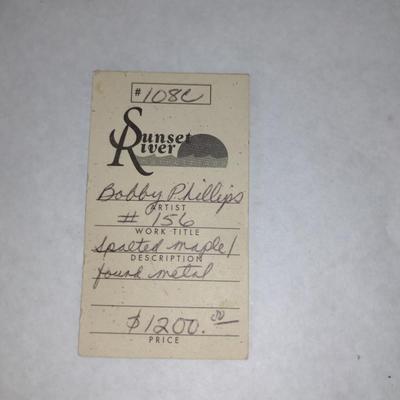 # 108C
Sunset
River
Bobby Phillips
ARTIST
# 156
WORK TITLE
Spalted maple/
DESCRIPTION
found metal
$1200.00
PRICE